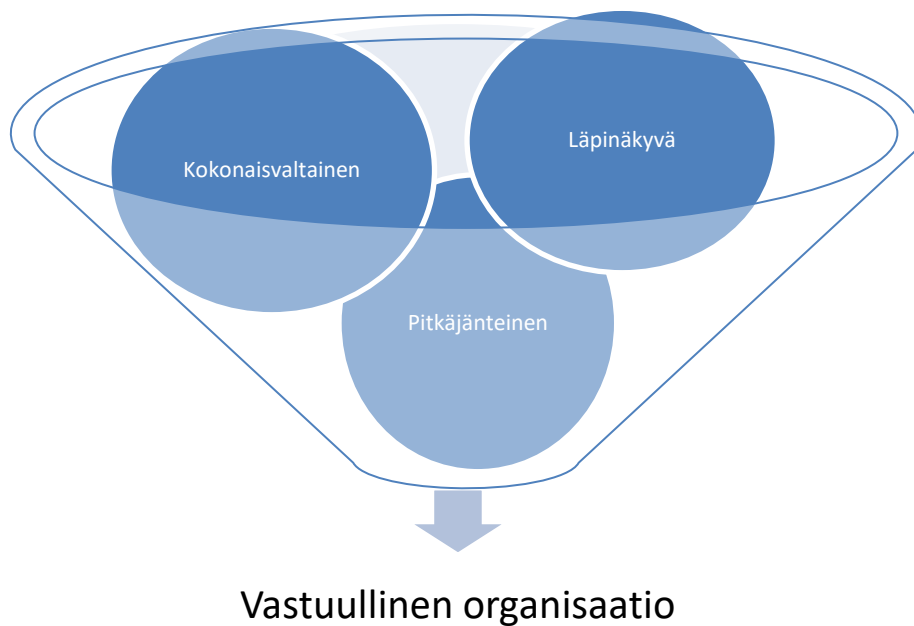 Kokonaisvaltainen
Läpinäkyvä
Pitkäjänteinen
Vastuullinen organisaatio